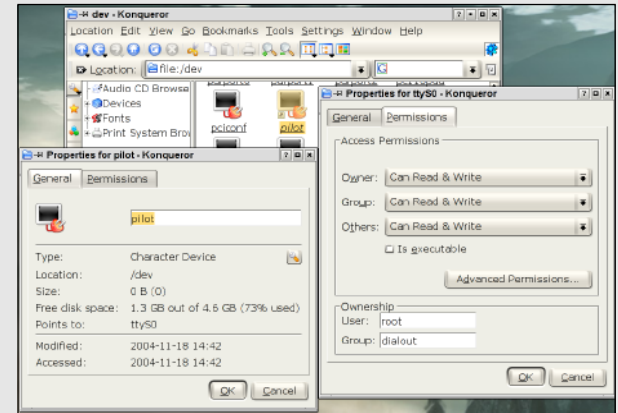 dev - Konqueror
Location Edit View Go Bookmarks Tools Settings Window Help
Location: file:/dev
Audio CD Browse
Devices
Fonts
Print System Brow
pciconf
pilot
Properties for ttyS0 - Konqueror
General Permissions
Access Permissions
Owner: Can Read & Write
Group: Can Read & Write
Others: Can Read & Write
Is executable
Advanced Permissions...
Ownership
User: root
Group: dialout
OK Cancel
Properties for pilot - Konqueror
General Permissions
pilot
Type: Character Device
Location: /dev
Size: 0 B (0)
Free disk space: 1.3 GB out of 4.6 GB (73% used)
Points to: ttyS0
Modified: 2004-11-18 14:42
Accessed: 2004-11-18 14:42
OK Cancel